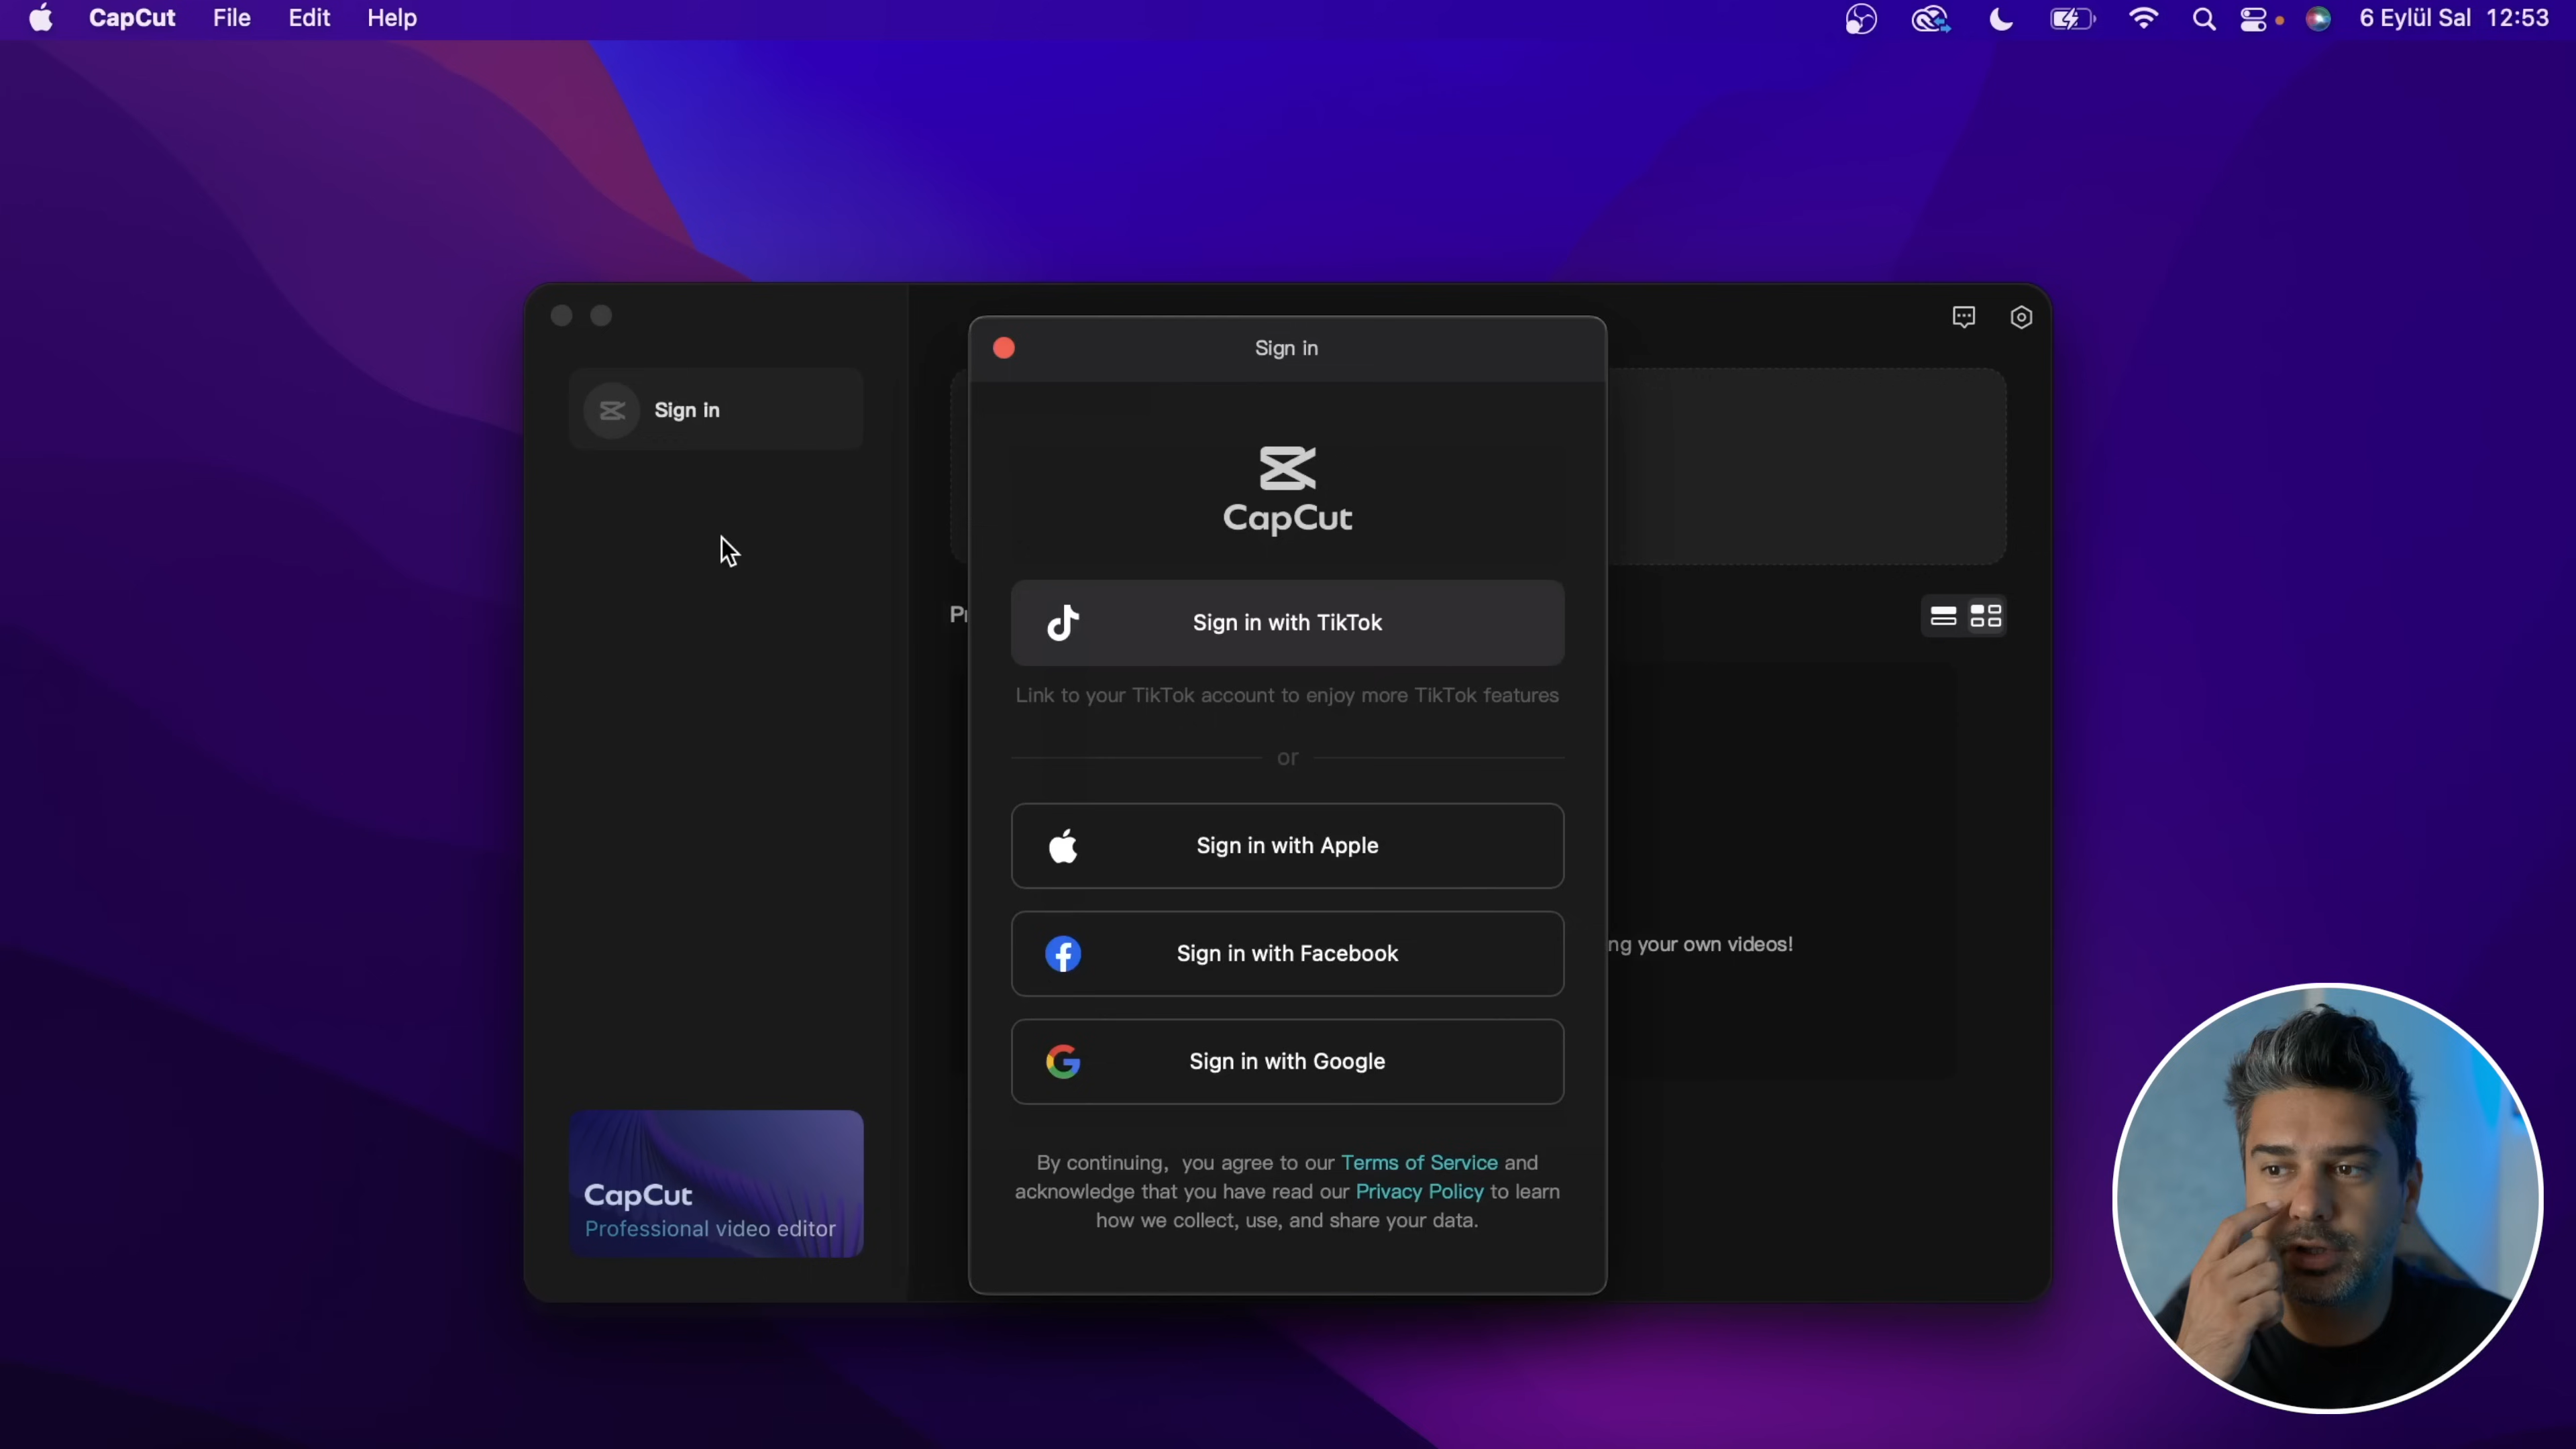 CapCut File Edit Help
6 Eylül Sal 12:53
Sign in
Sign in
CapCut
Sign in with TikTok
Link to your TikTok account to enjoy more TikTok features
or
Sign in with Apple
Sign in with Facebook
Sign in with Google
By continuing, you agree to our Terms of Service and
acknowledge that you have read our Privacy Policy to learn
how we collect, use, and share your data.
your own videos!
CapCut
Professional video editor